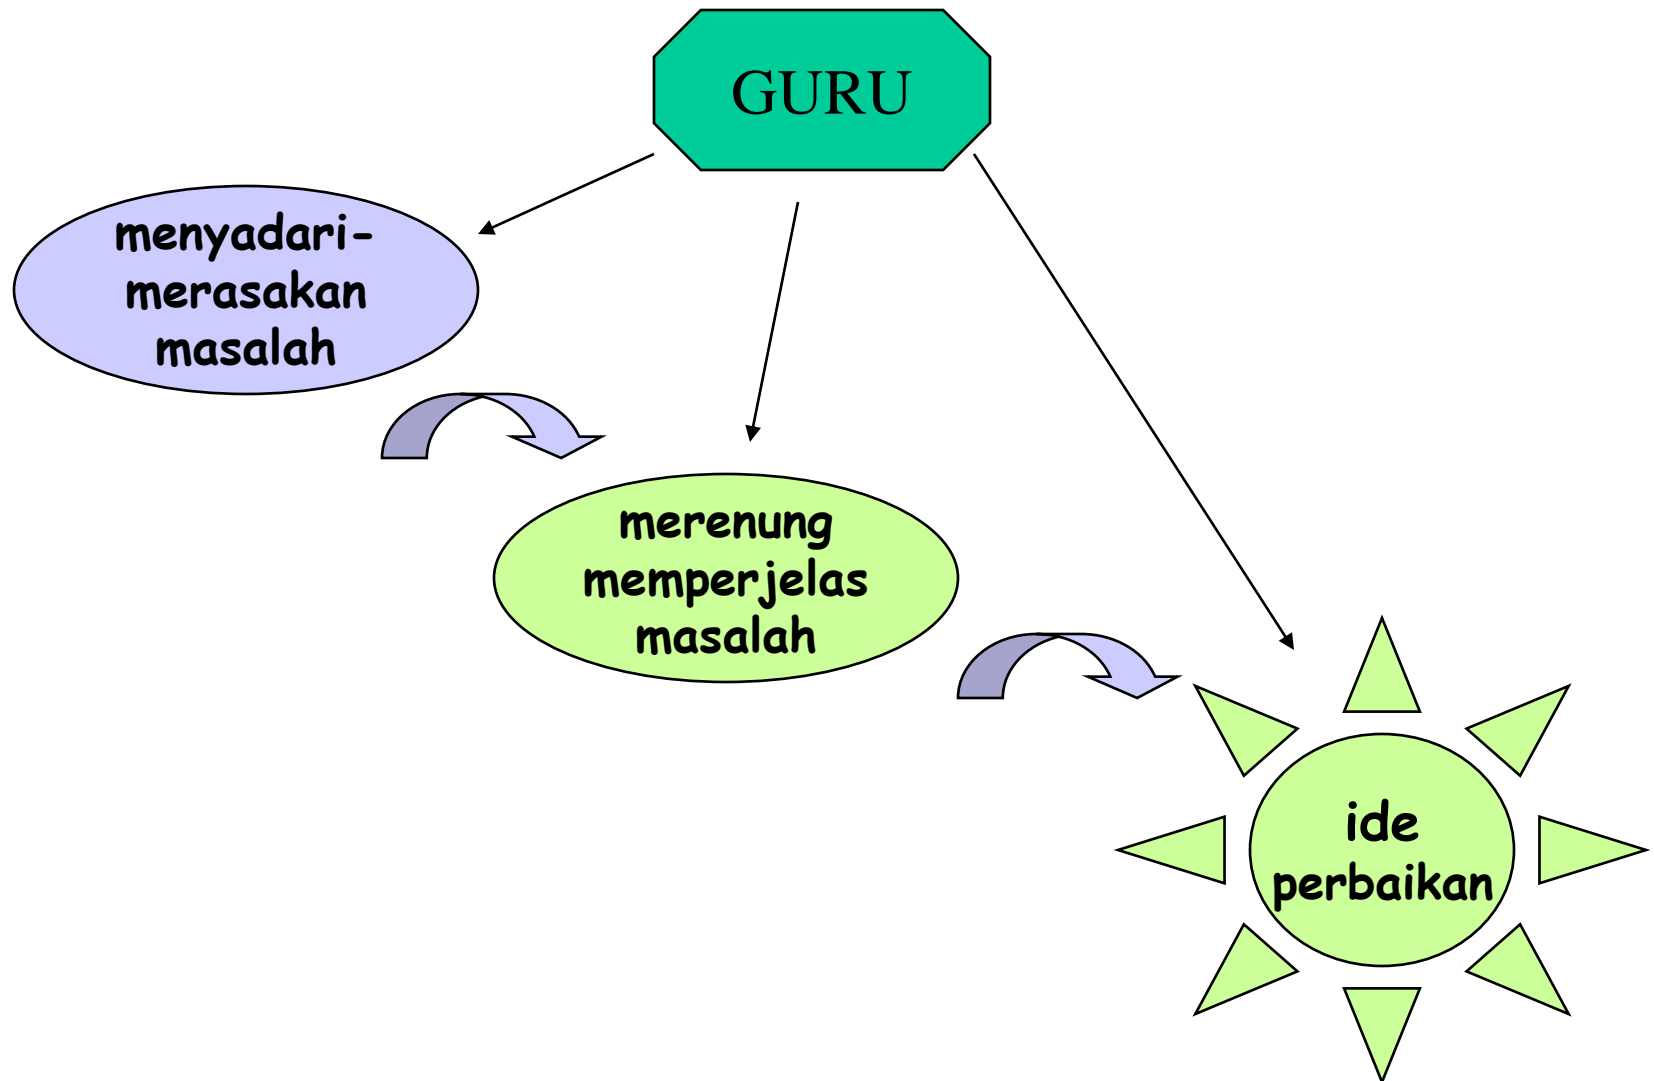 GURU
menyadari-
merasakan
masalah
merenung
memperjelas
masalah
ide
perbaikan